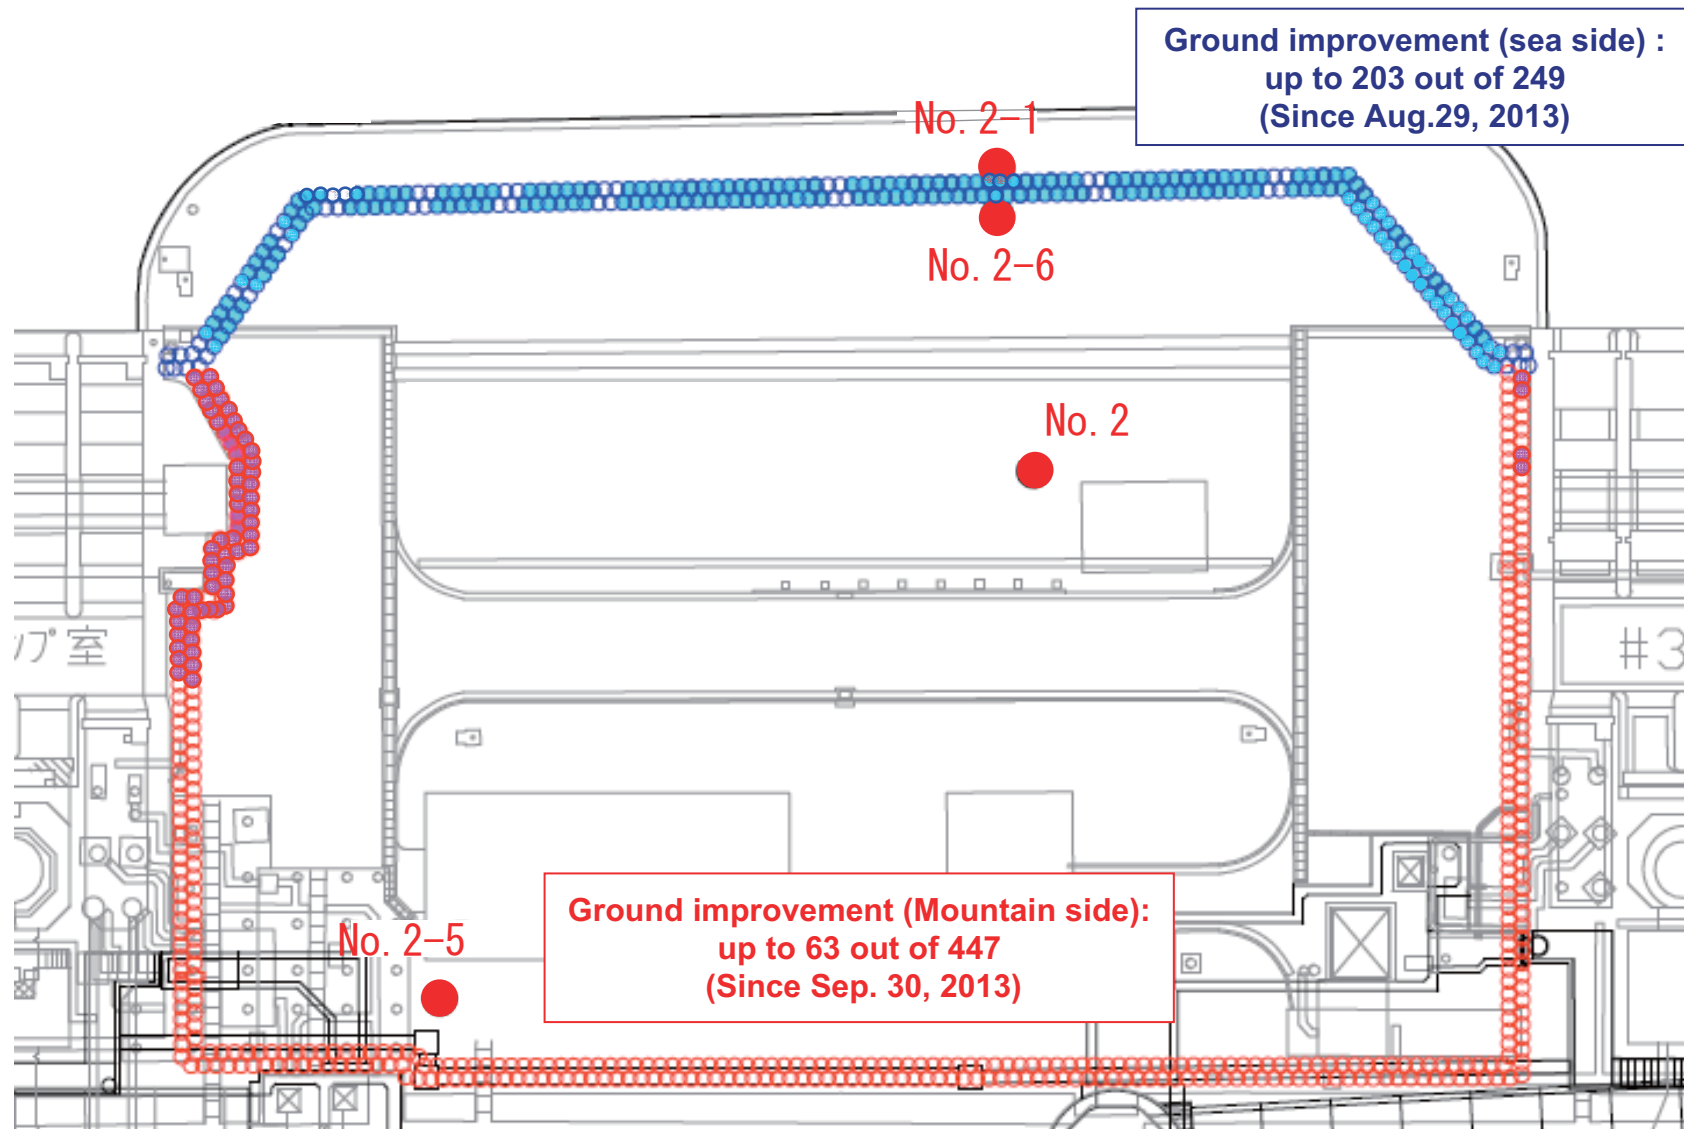 Ground improvement (sea side) :
up to 203 out of 249
(Since Aug.29, 2013)
No. 2-1
No. 2-6
No. 2
ップ室
#3
No. 2-5
Ground improvement (Mountain side):
up to 63 out of 447
(Since Sep. 30, 2013)